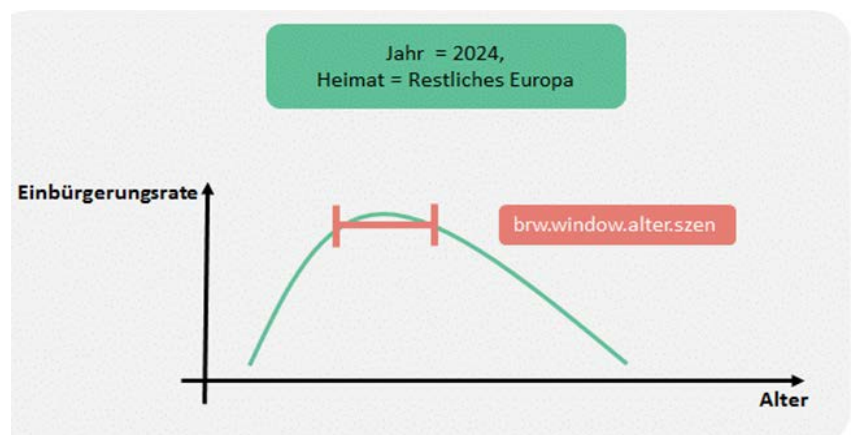 Jahr = 2024,
Heimat = Restliches Europa
Einbürgerungsrate
brw.window.alter.szen
Alter